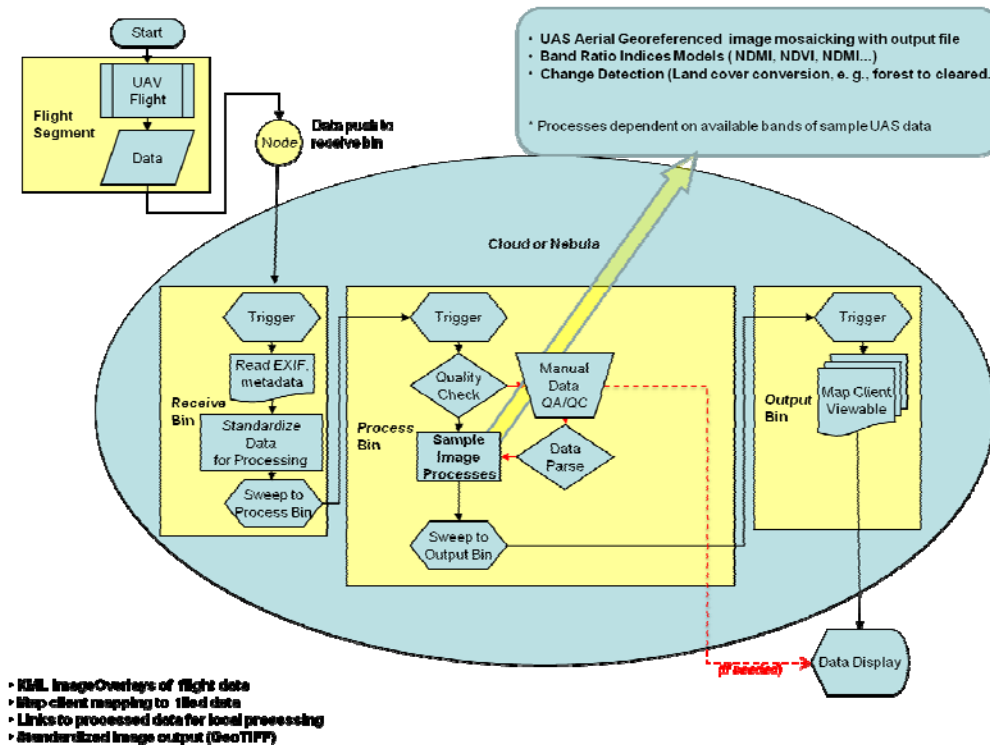 Start
• UAS Aerial Georeferenced image mosaicking with output file
• Band Ratio Indices Models ( NDMI, NDVI, NDMI...)
• Change Detection (Land cover conversion, e. g., forest to cleared.
* Processes dependent on available bands of sample UAS data
Flight
Segment
UAV
Flight
Data
Node
Data push to
receive bin
Cloud or Nebula
Receive
Bin
Trigger
Read EXIF,
metadata
Standardize
Data
for Processing
Sweep to
Process Bin
Process
Bin
Trigger
Quality
Check
Manual
Data
QA/QC
Sample
Image
Processes
Data
Parse
Sweep to
Output Bin
Output
Bin
Trigger
Map Client
Viewable
(if needed)
Data Display
• KML ImageOverlays of flight data
• Map client mapping to tiled data
• Links to processed data for local processing
• Standardized image output (GeoTIFF)